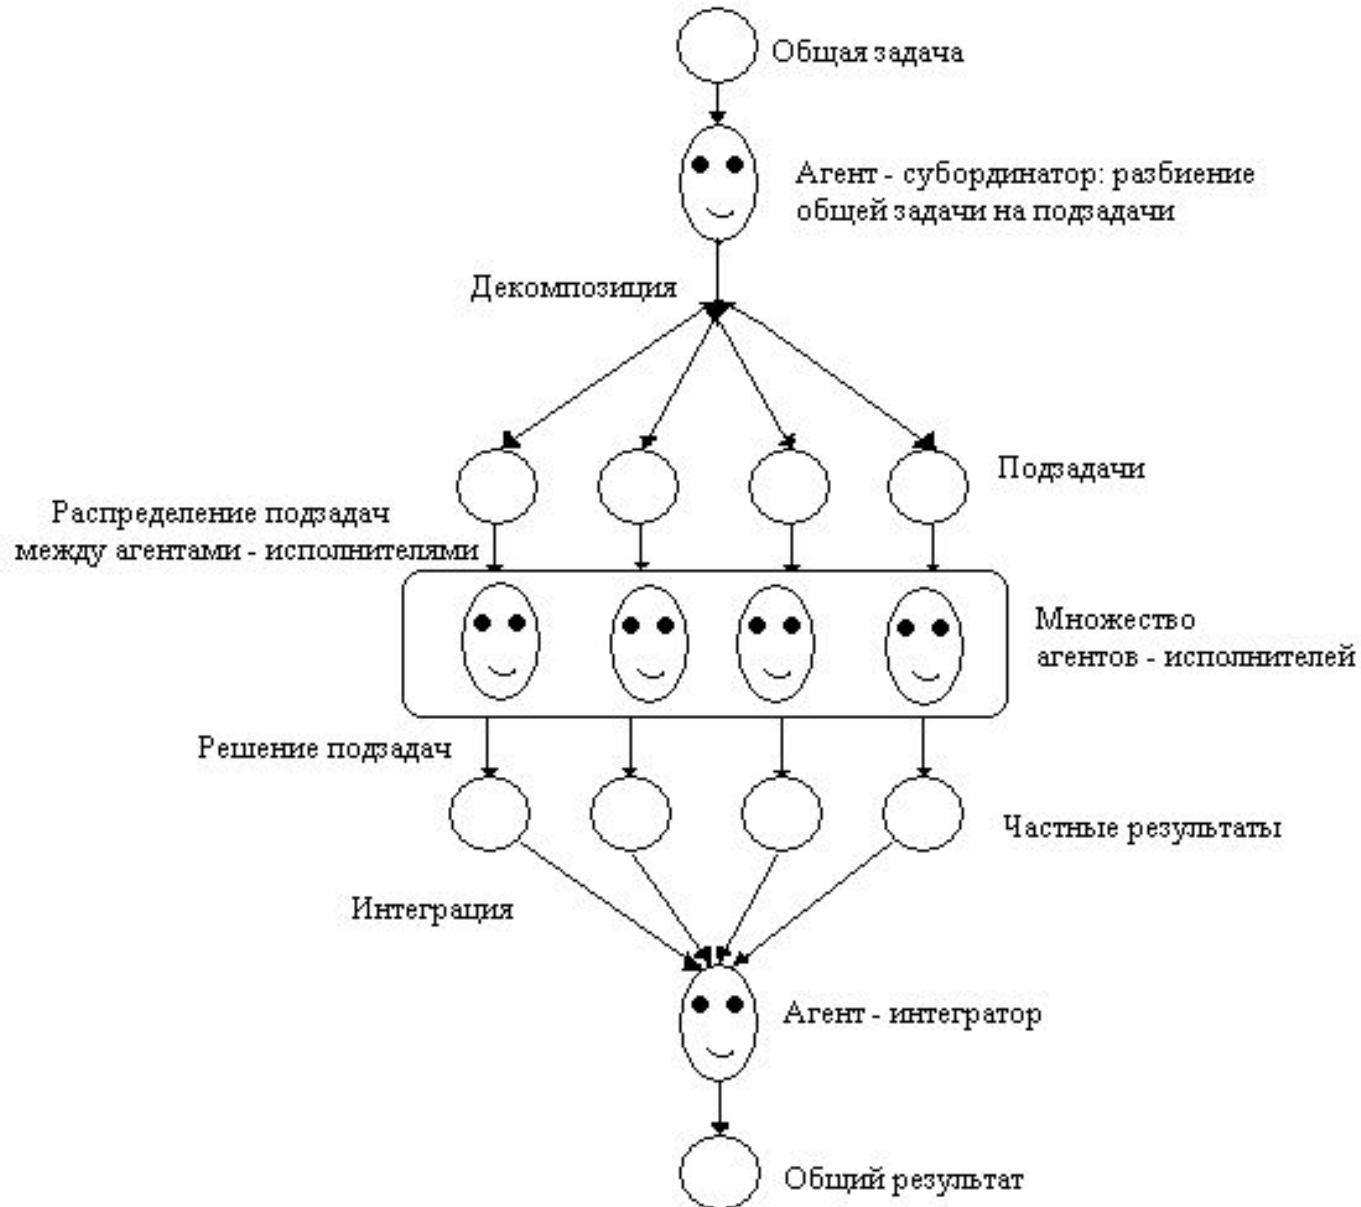 Общая задача
Агент - субординатор: разбиение
общей задачи на подзадачи
Декомпозиция
Подзадачи
Распределение подзадач
между агентами - исполнителями
Множество
агентов - исполнителей
Решение подзадач
Частные результаты
Интеграция
Агент - интегратор
Общий результат